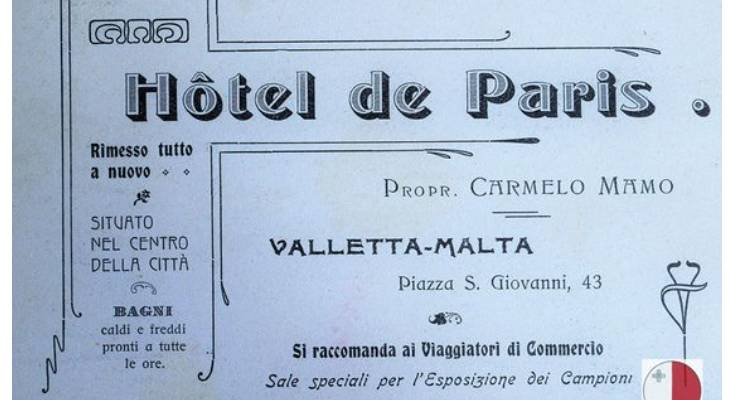 Hôtel de Paris.
Rimesso tutto
a nuovo
SITUATO
NEL CENTRO
DELLA CITTÀ
BAGNI
caldi e freddi
pronti a tutte
le ore.
PROPR. CARMELO MAMO
VALLETTA-MALTA
Piazza S. Giovanni, 43
Si raccomanda ai Viaggiatori di Commercio
Sale speciali per l'Esposizione dei Campioni